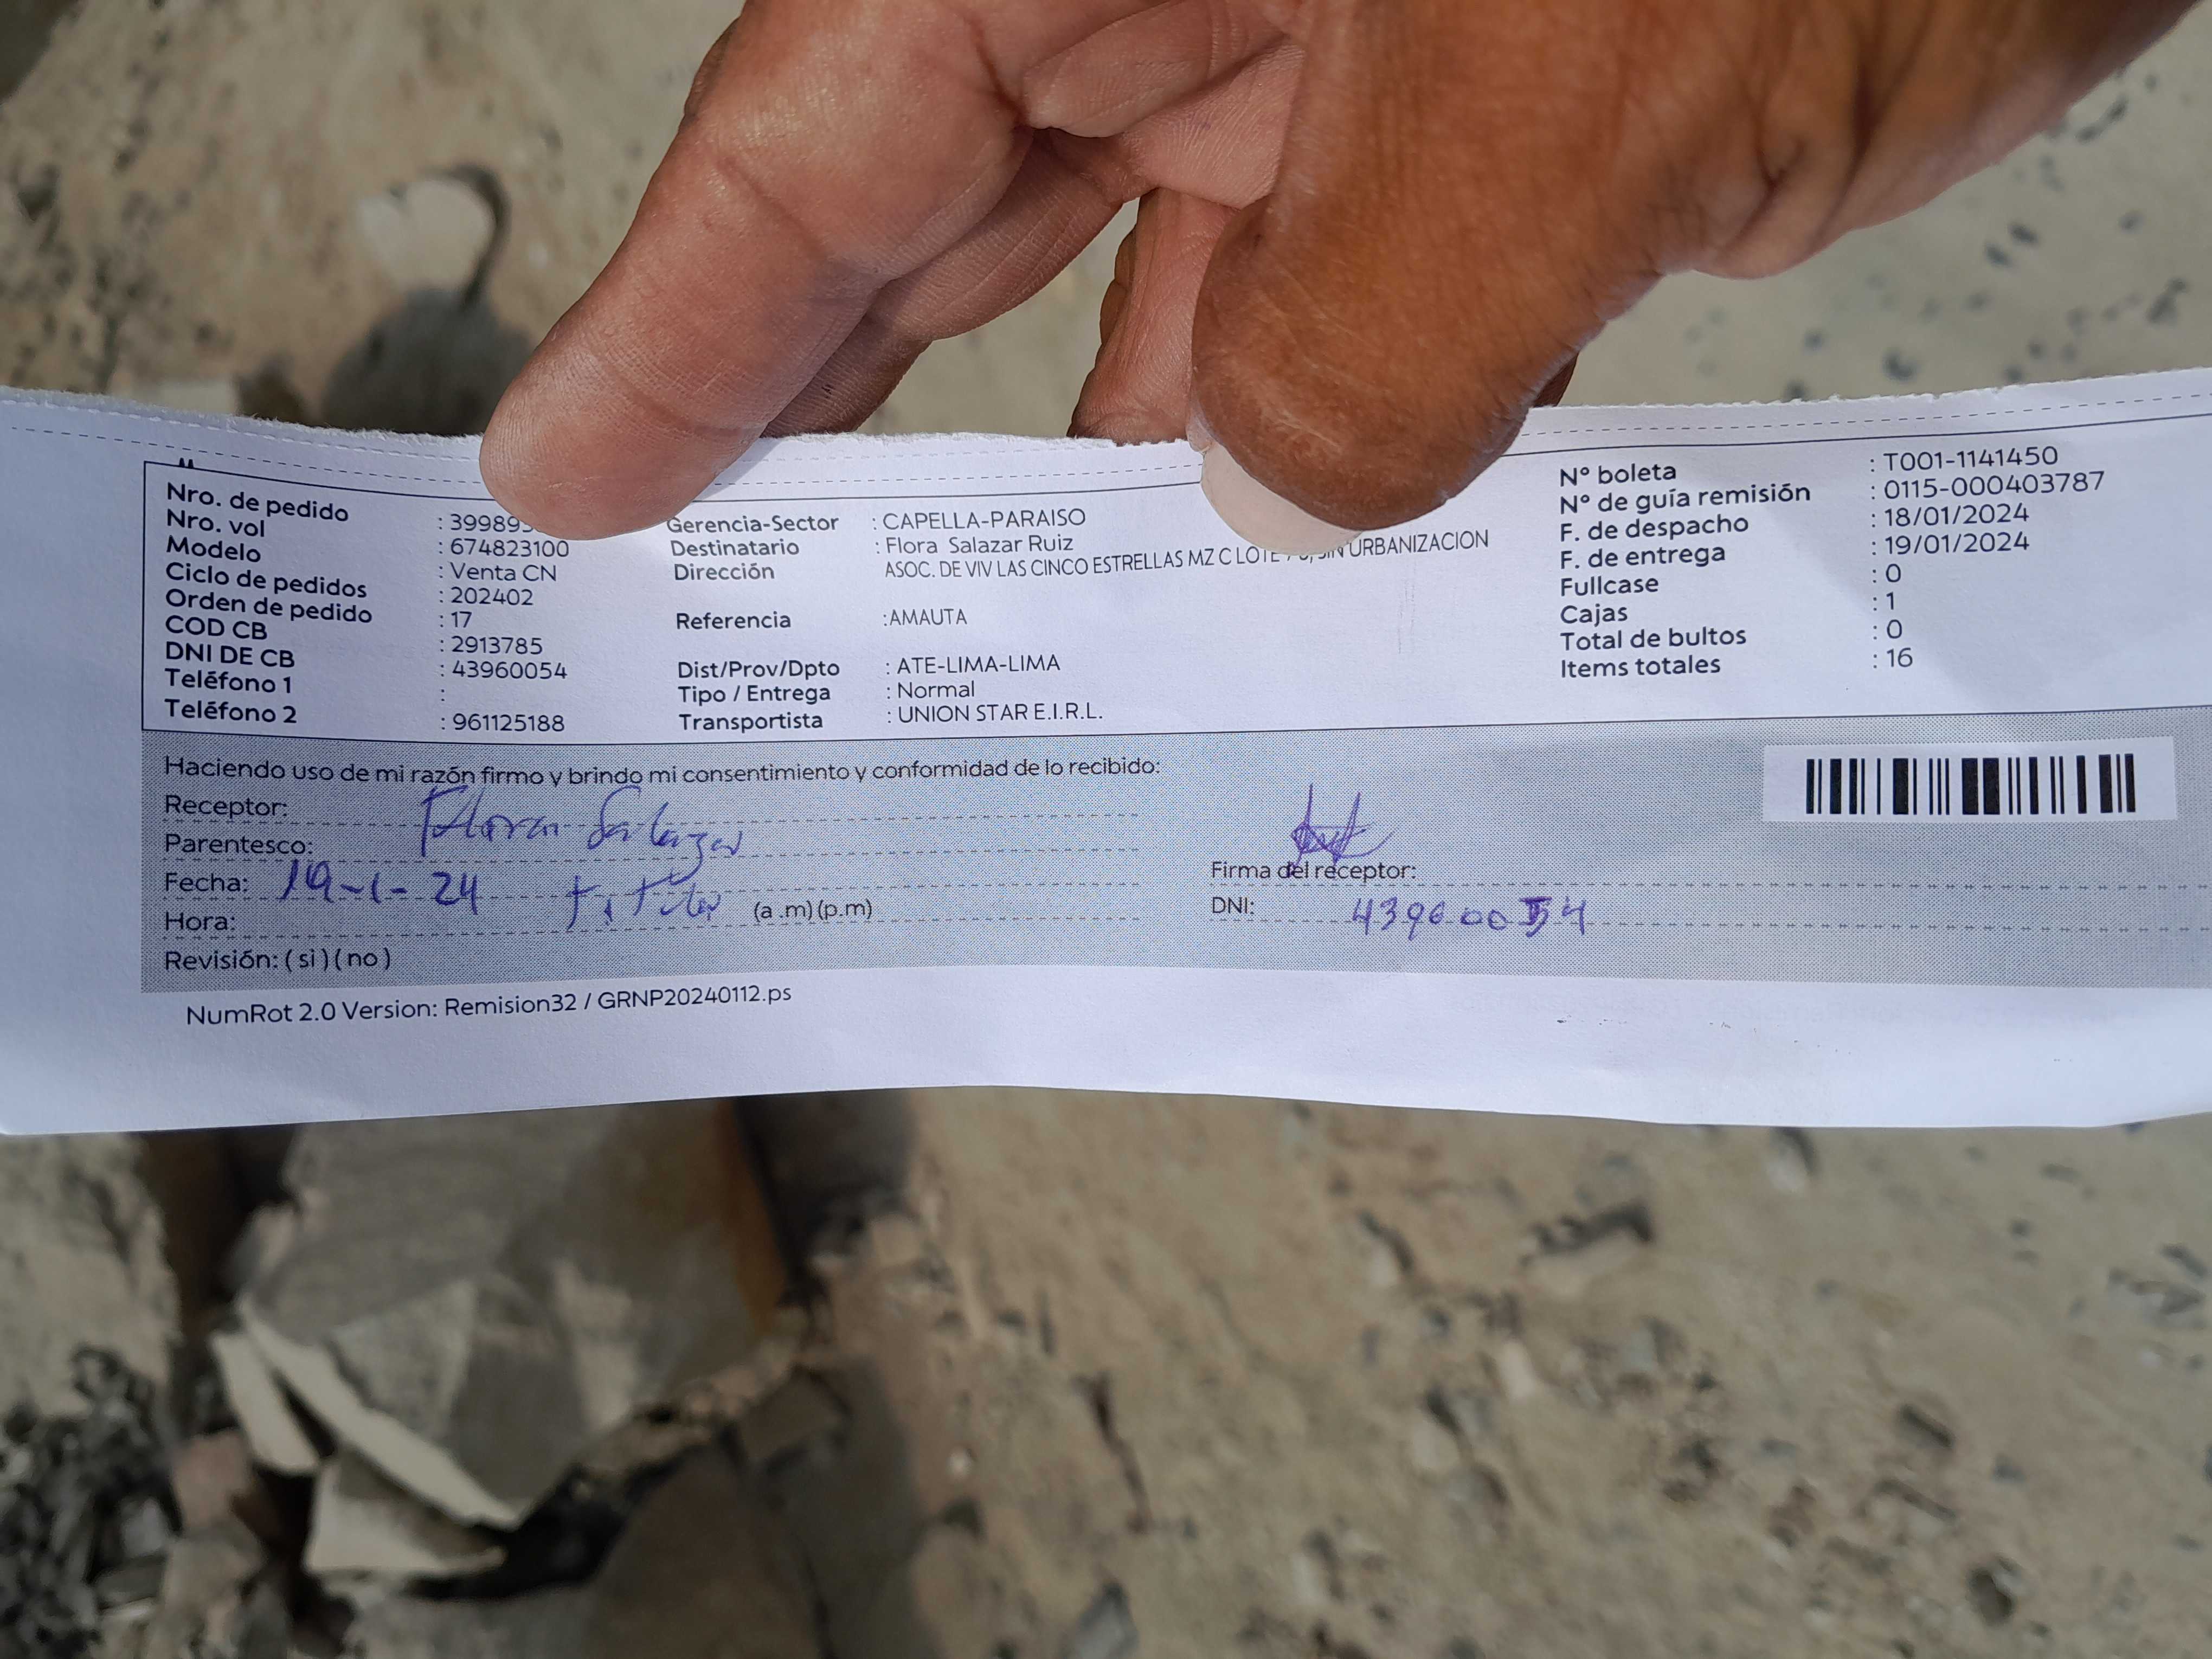 Nro. de pedido : 39989
Nro. vol : 674823100
Modelo : Venta CN
Ciclo de pedidos : 202402
Orden de pedido : 17
COD CB : 2913785
DNI DE CB : 43960054
Teléfono 1 :
Teléfono 2 : 961125188
Gerencia-Sector : CAPELLA-PARAISO
Destinatario : Flora Salazar Ruiz
Dirección ASOC. DE VIV LAS CINCO ESTRELLAS MZ C LOTE SIN URBANIZACION
Referencia :AMAUTA
Dist/Prov/Dpto : ATE-LIMA-LIMA
Tipo / Entrega : Normal
Transportista : UNION STAR E.I.R.L.
N° boleta : T001-1141450
N° de guía remisión : 0115-000403787
F. de despacho : 18/01/2024
F. de entrega : 19/01/2024
Fullcase : 0
Cajas : 1
Total de bultos : 0
Items totales : 16
Haciendo uso de mi razón firmo y brindo mi consentimiento y conformidad de lo recibido:
Receptor: Flora Salazar
Parentesco:
Fecha: 19-1-24
Hora: (a .m) (p.m)
Revisión: ( si ) ( no )
Firma del receptor:
DNI: 43960054
NumRot 2.0 Version: Remision32 / GRNP20240112.ps